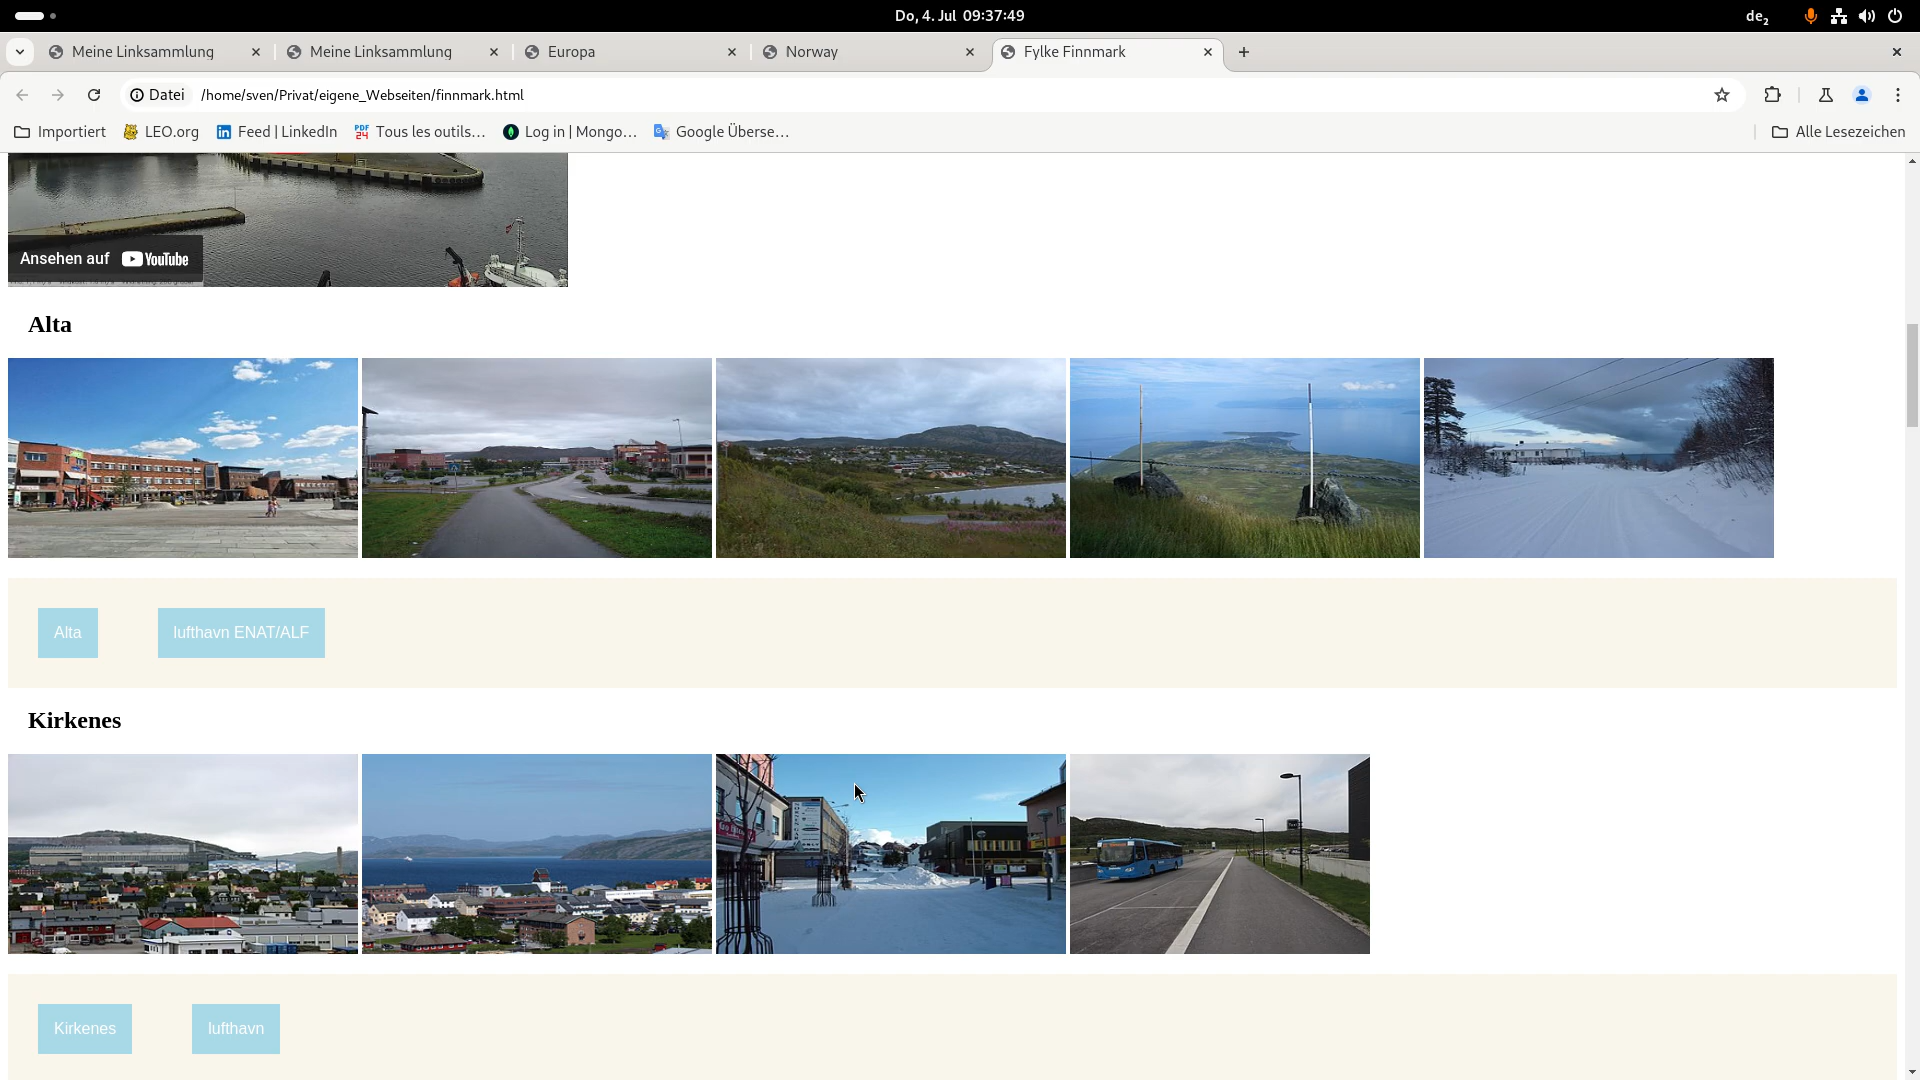 Do, 4. Jul 09:37:49
de2
Meine Linksammlung
Meine Linksammlung
Europa
Norway
Fylke Finnmark
Datei /home/sven/Privat/eigene_Webseiten/finnmark.html
Importiert
LEO.org
Feed | LinkedIn
PDF 24 Tous les outils…
Log in | Mongo…
Google Überse…
Alle Lesezeichen
Ansehen auf YouTube
Alta
Alta
lufthavn ENAT/ALF
Kirkenes
Kirkenes
lufthavn